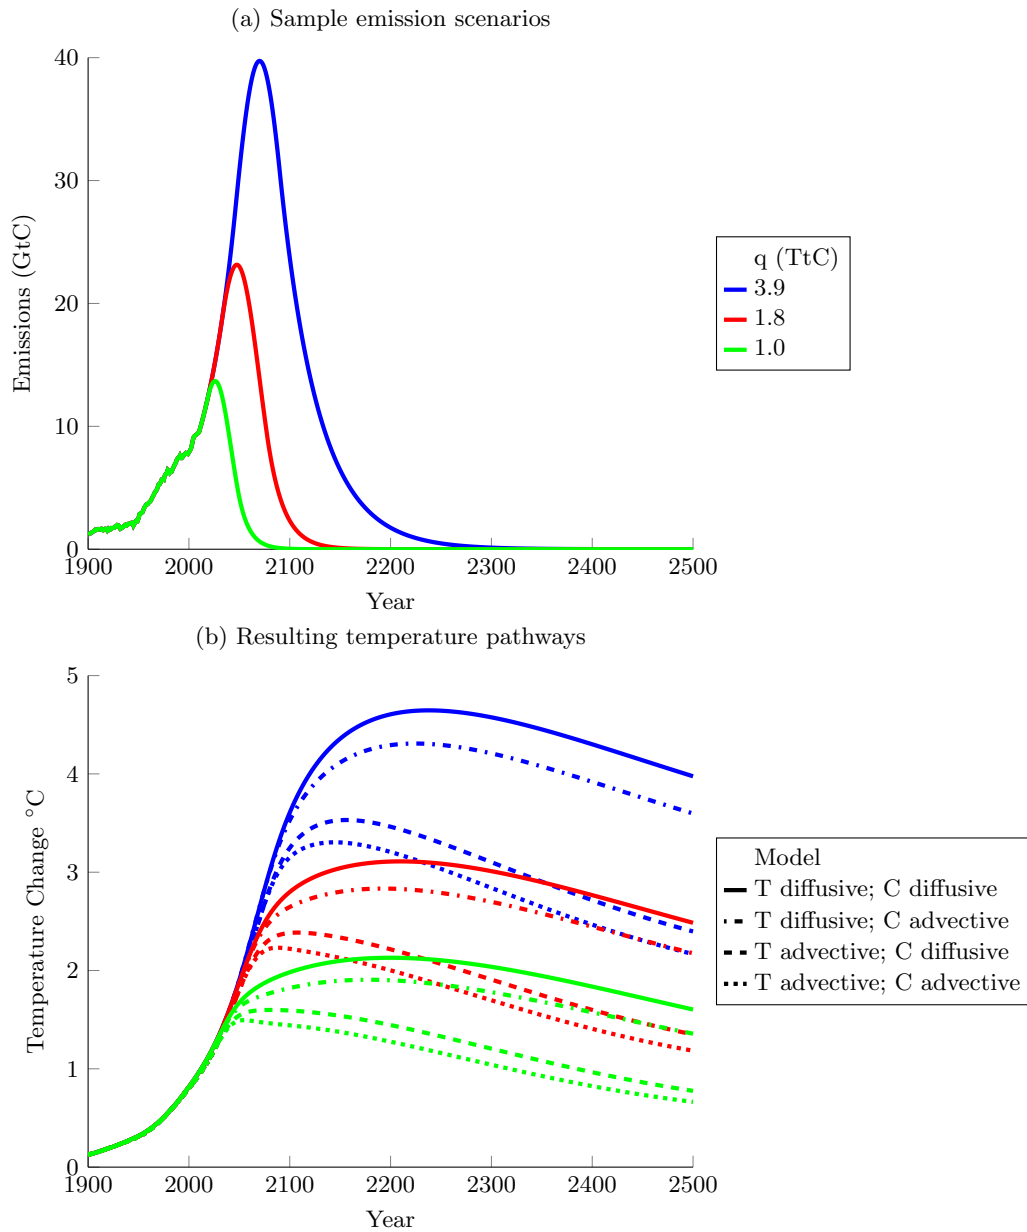 (a) Sample emission scenarios
40
30
20
10
0
Emissions (GtC)
1900 2000 2100 2200 2300 2400 2500
Year
q (TtC)
3.9
1.8
1.0
(b) Resulting temperature pathways
5
4
3
2
1
0
Temperature Change °C
1900 2000 2100 2200 2300 2400 2500
Year
Model
T diffusive; C diffusive
T diffusive; C advective
T advective; C diffusive
T advective; C advective